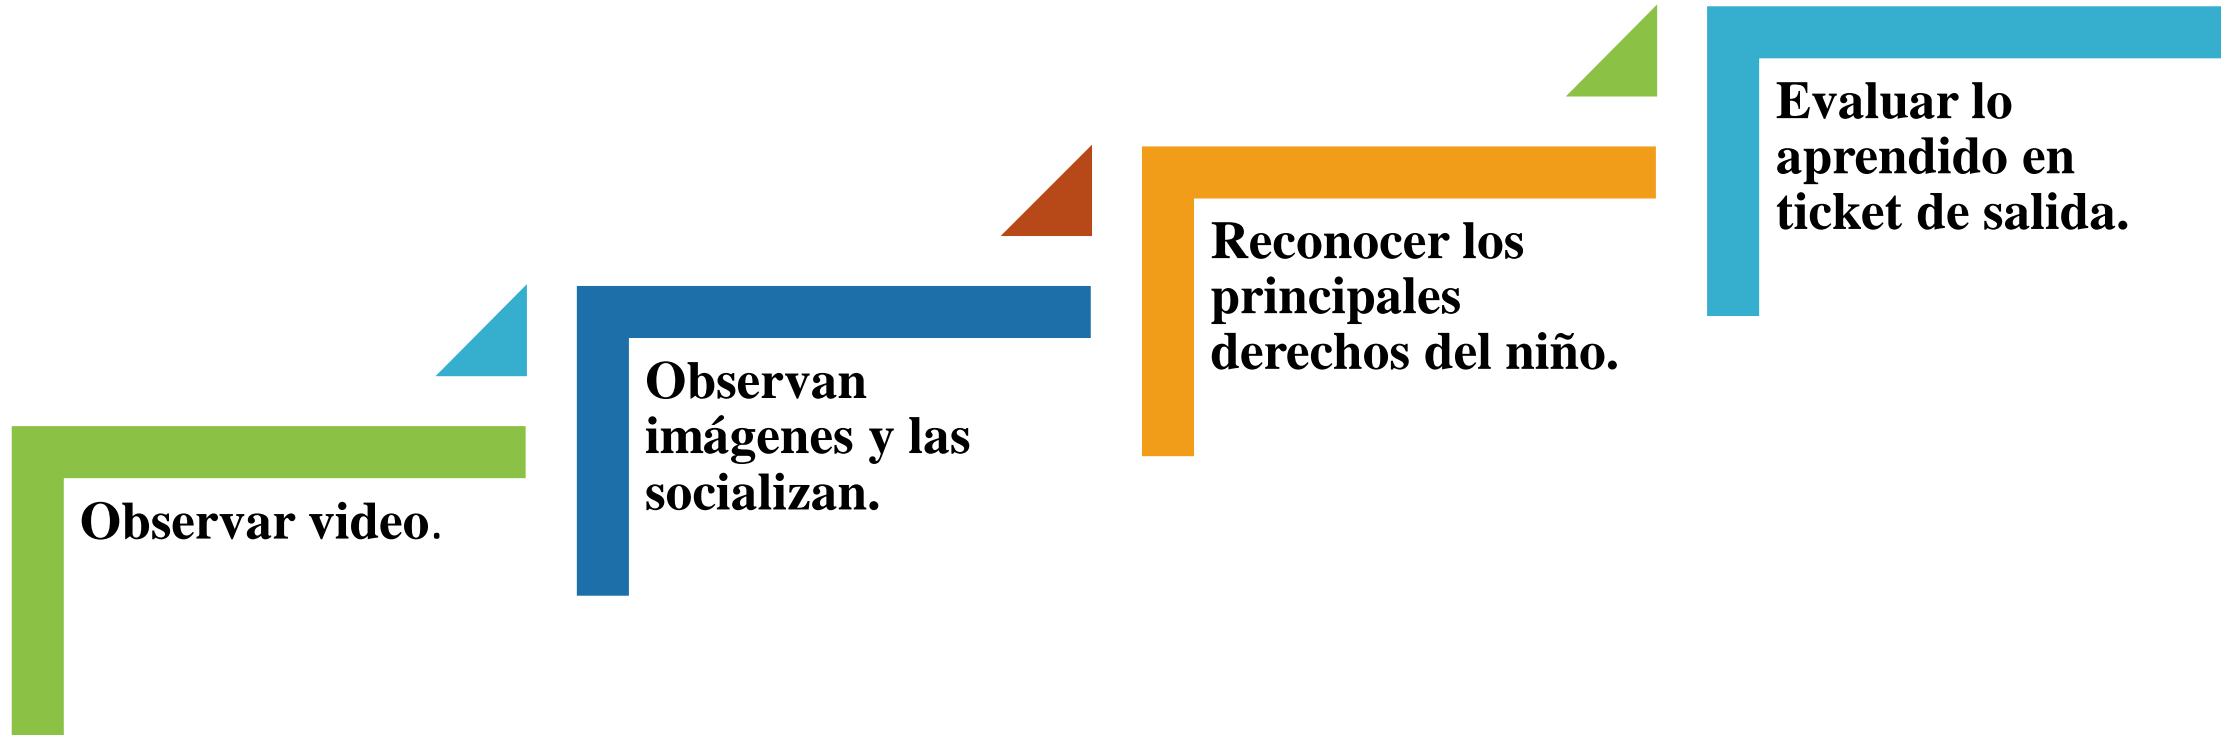 Observar video.
Observan
imágenes y las
socializan.
Reconocer los
principales
derechos del niño.
Evaluar lo
aprendido en
ticket de salida.